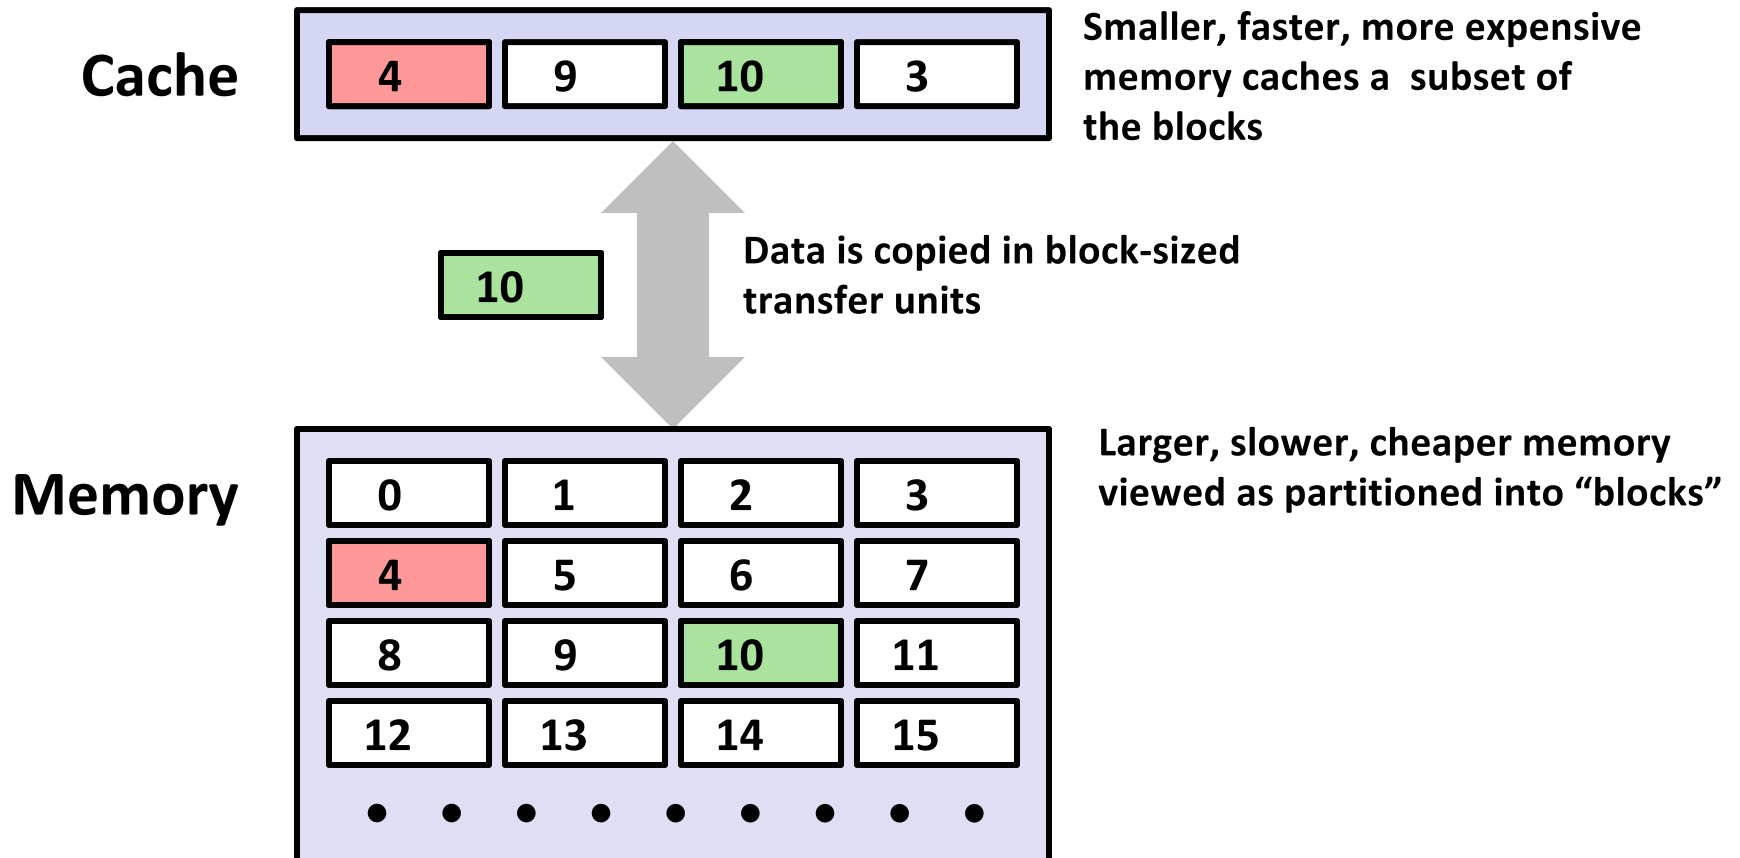 Cache
4 9 10 3
Smaller, faster, more expensive
memory caches a  subset of
the blocks
10
Data is copied in block-sized
transfer units
Memory
0 1 2 3
4 5 6 7
8 9 10 11
12 13 14 15
Larger, slower, cheaper memory
viewed as partitioned into “blocks”